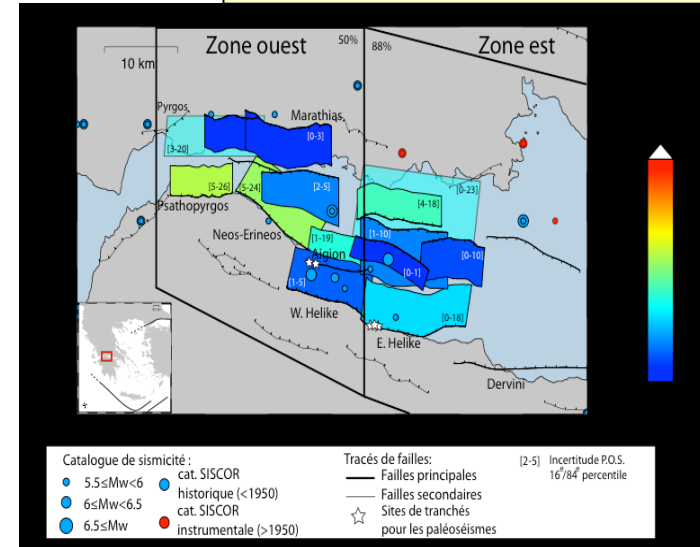 Zone ouest
50%
88%
Zone est
10 km
Pyrgos
Marathias
[0-3]
[3-20]
[5-26]
[5-24]
[2-5]
[0-23]
[4-18]
Psathopyrgos
Neos-Erineos
[1-19]
[1-10]
Aigion
[0-10]
[0-1]
[1-5]
W. Helike
[0-18]
E. Helike
Dervini
Catalogue de sismicité :
5.5≤Mw<6
6≤Mw<6.5
6.5≤Mw
cat. SISCOR
historique (<1950)
cat. SISCOR
instrumentale (>1950)
Tracés de failles:
Failles principales
Failles secondaires
Sites de tranchés
pour les paléoséismes
[2-5] Incertitude P.O.S.
16e/84e percentile